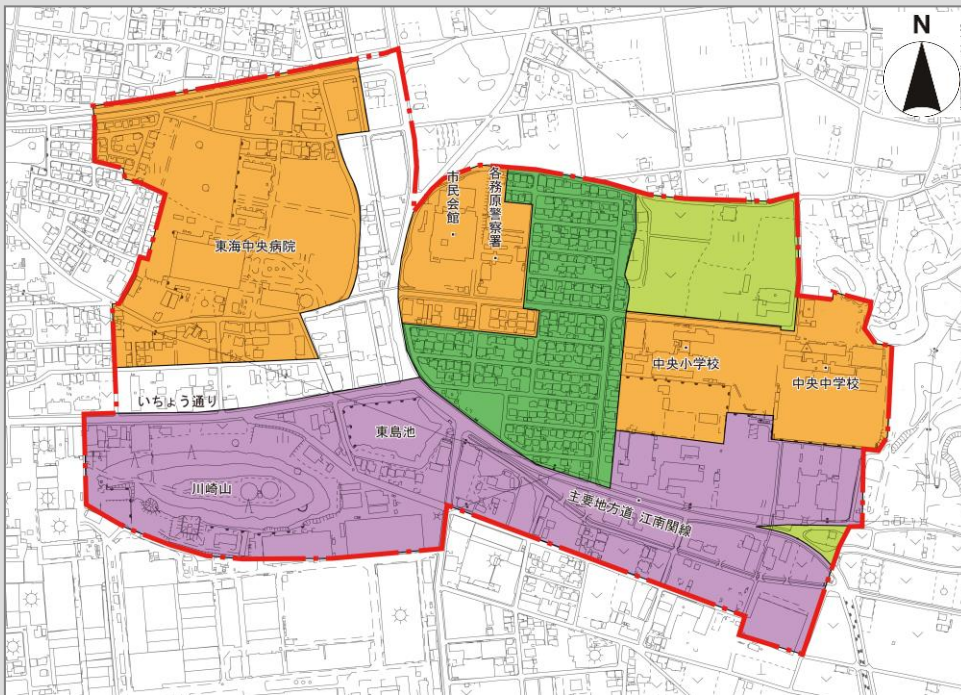 N
市民会館
各務原警察署
東海中央病院
中央小学校
中央中学校
いちょう通り
東島池
川崎山
主要地方道 江南関線